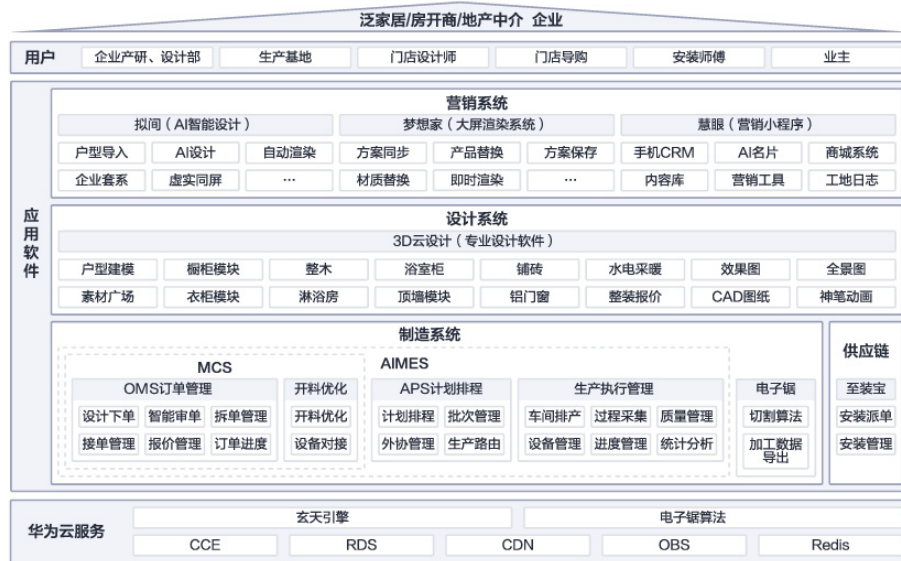 泛家居/房开商/地产中介 企业
用户 企业产研、设计部 生产基地 门店设计师 门店导购 安装师傅 业主
应用软件
营销系统
拟间（AI智能设计） 梦想家（大屏渲染系统） 慧眼（营销小程序）
户型导入 AI设计 自动渲染 方案同步 产品替换 方案保存 手机CRM AI名片 商城系统
企业套系 虚实同屏 … 材质替换 即时渲染 … 内容库 营销工具 工地日志
设计系统
3D云设计（专业设计软件）
户型建模 橱柜模块 整木 浴室柜 铺砖 水电采暖 效果图 全景图
素材广场 衣柜模块 淋浴房 顶墙模块 铝门窗 整装报价 CAD图纸 神笔动画
制造系统
供应链
MCS AIMES
OMS订单管理 开料优化 APS计划排程 生产执行管理 电子锯 至装宝
设计下单 智能审单 拆单管理 开料优化 计划排程 批次管理 车间排产 过程采集 质量管理 切割算法 安装派单
接单管理 报价管理 订单进度 设备对接 外协管理 生产路由 设备管理 进度管理 统计分析 加工数据导出 安装管理
华为云服务
玄天引擎 电子锯算法
CCE RDS CDN OBS Redis